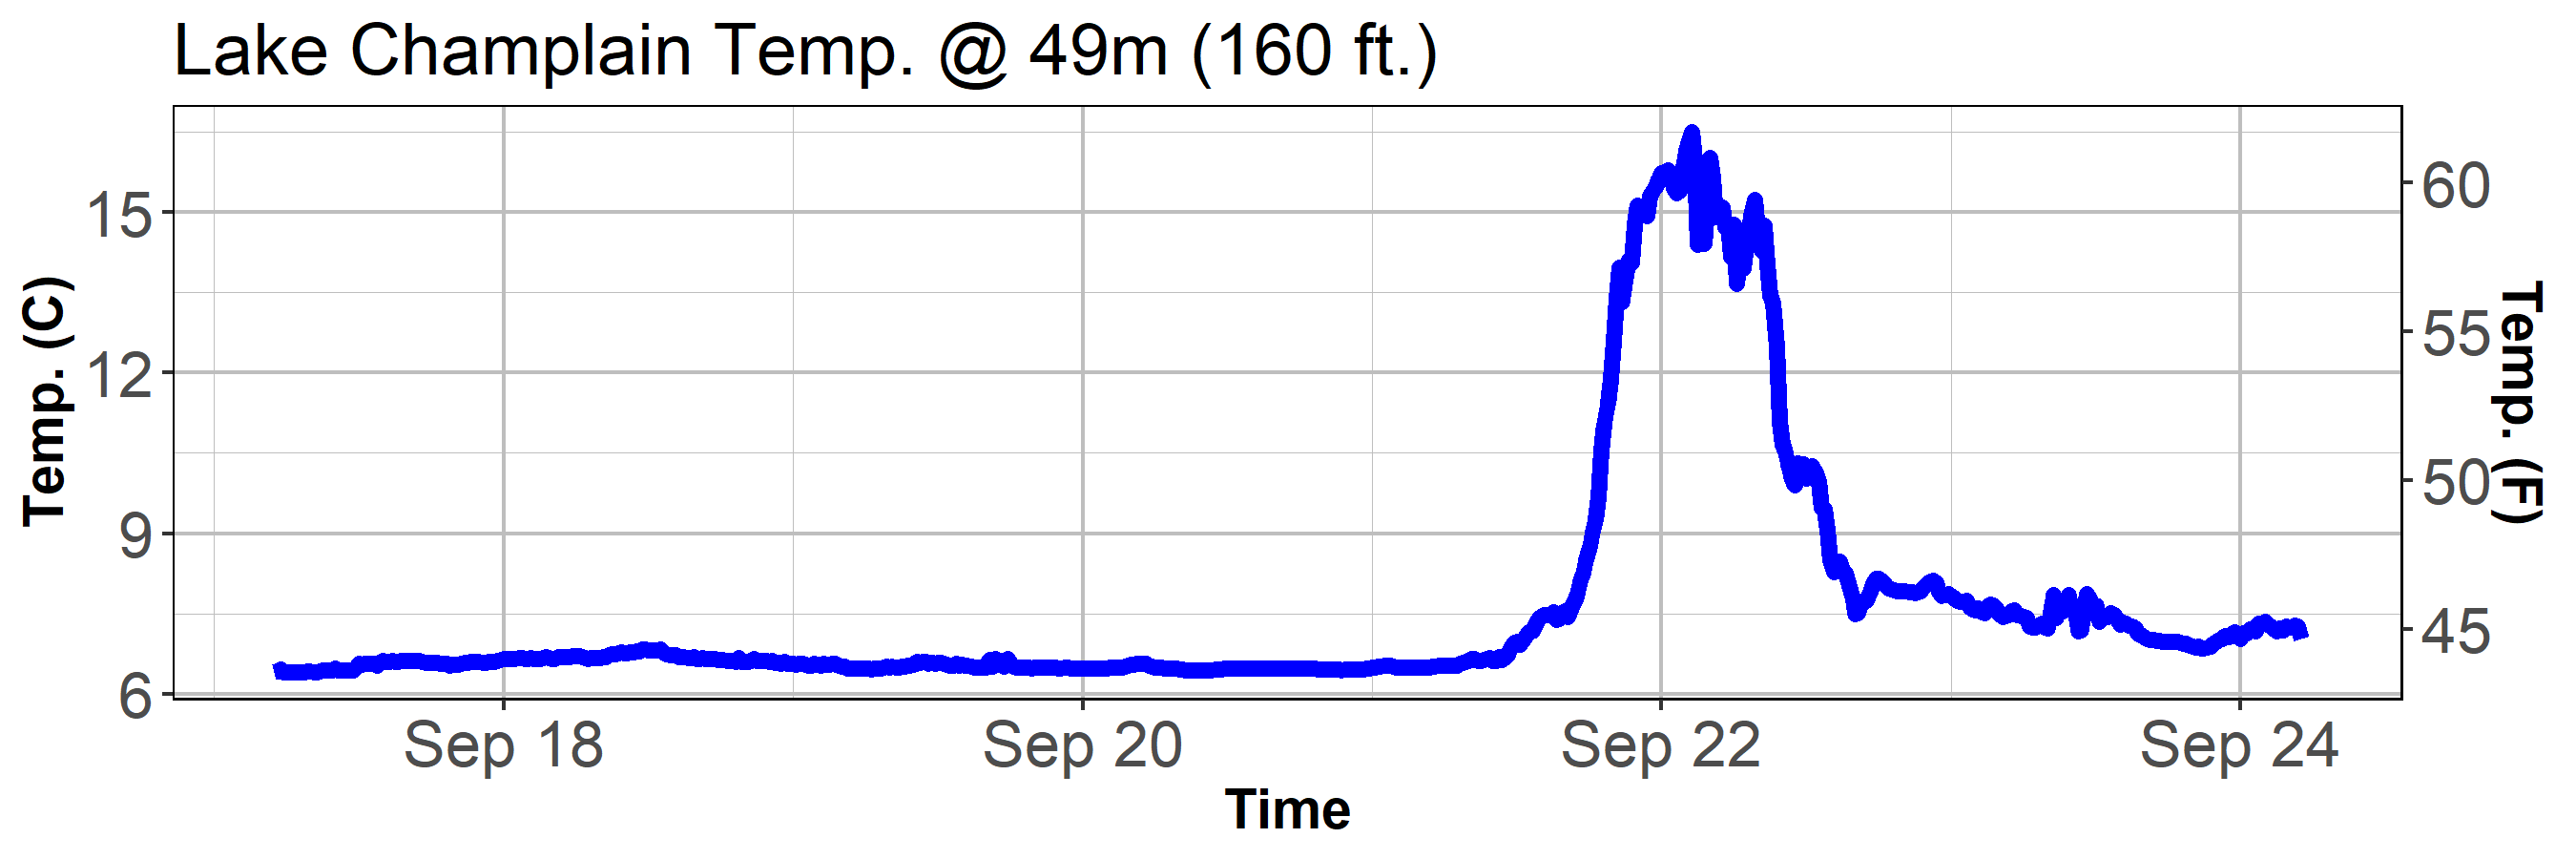 Lake Champlain Temp. @ 49m (160 ft.)
Temp. (C)
15
12
9
6
60
55
50
45
Temp. (F)
Sep 18
Sep 20
Sep 22
Sep 24
Time